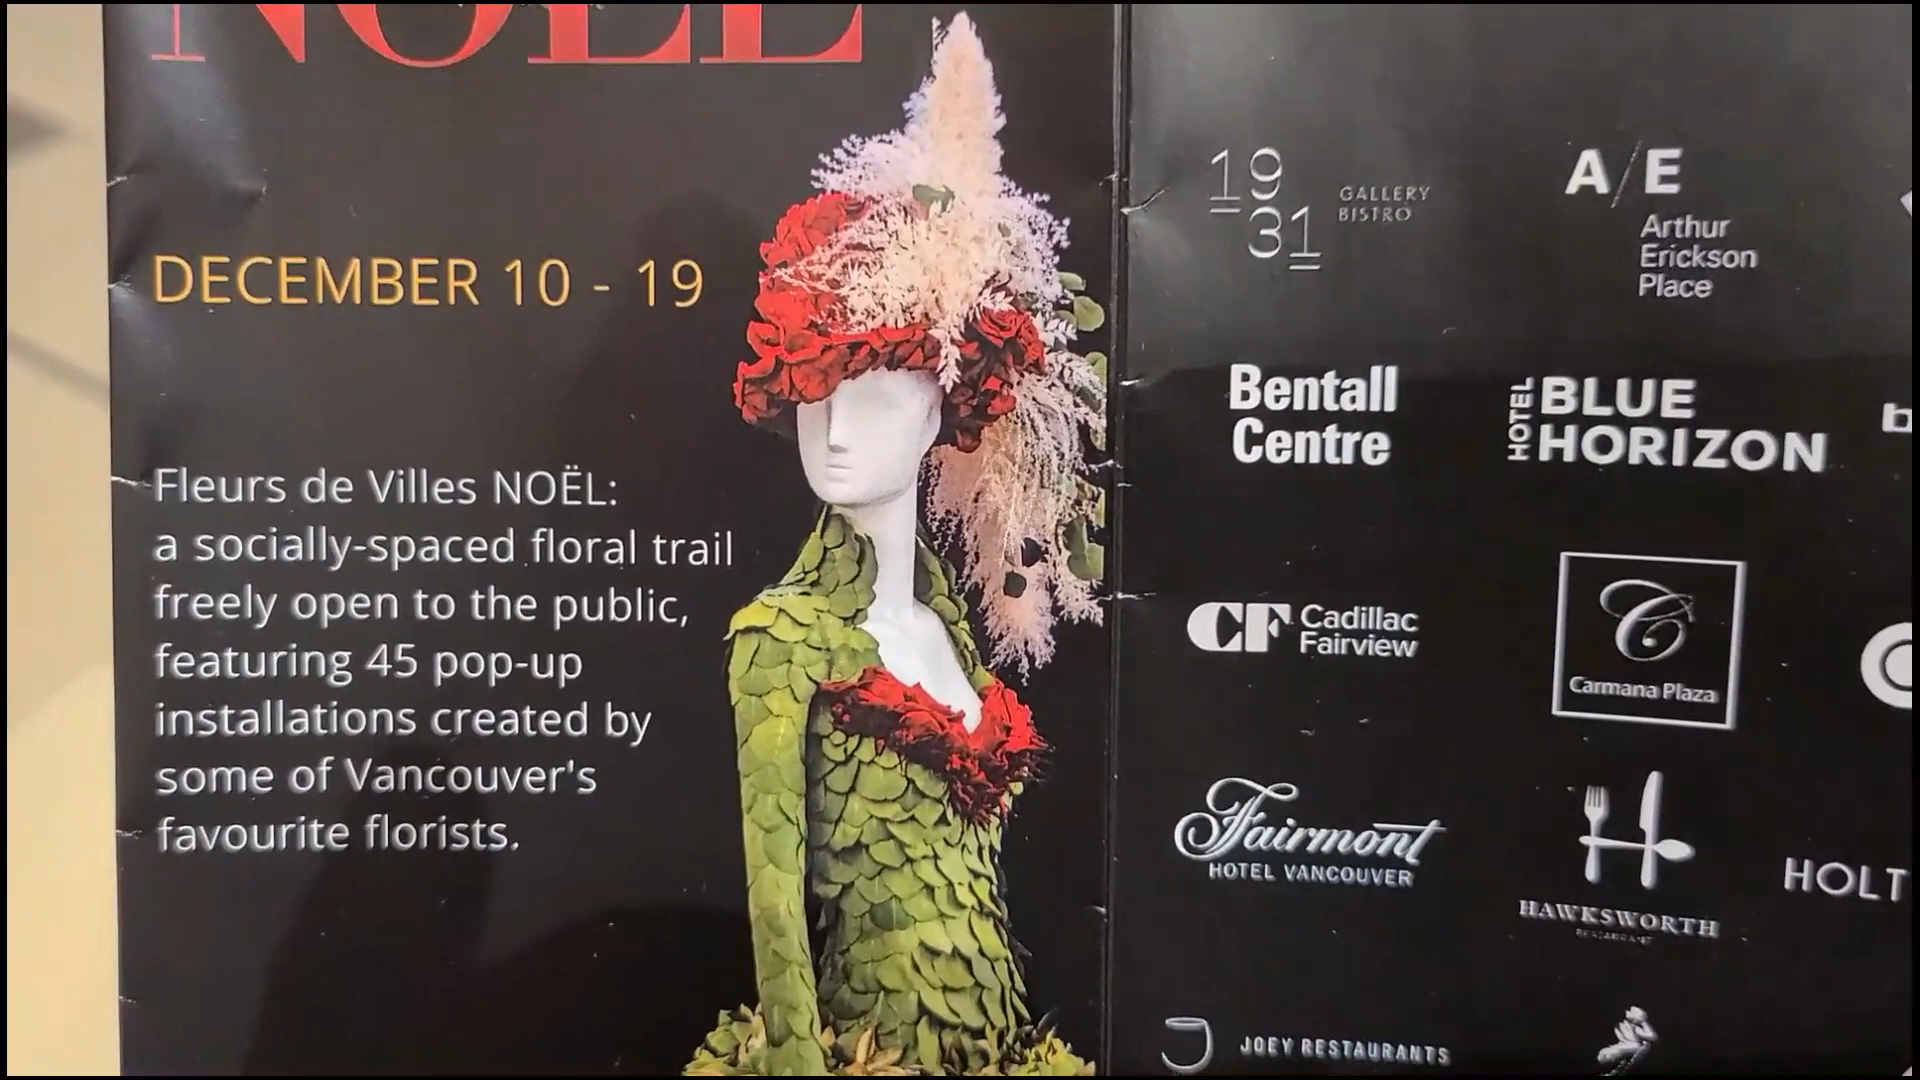 NOËL
DECEMBER 10 - 19
Fleurs de Villes NOËL:
a socially-spaced floral trail
freely open to the public,
featuring 45 pop-up
installations created by
some of Vancouver's
favourite florists.
19
31
GALLERY
BISTRO
A/E
Arthur
Erickson
Place
Bentall
Centre
HOTEL
BLUE
HORIZON
CF Cadillac
Fairview
C
Carmana Plaza
Fairmont
HOTEL VANCOUVER
H
HAWKSWORTH
RESTAURANT
HOLT
J JOEY RESTAURANTS